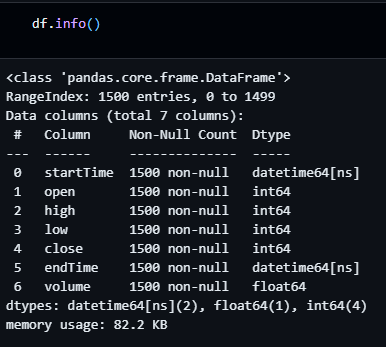 df.info()
<class 'pandas.core.frame.DataFrame'>
RangeIndex: 1500 entries, 0 to 1499
Data columns (total 7 columns):
 #   Column     Non-Null Count  Dtype
---  ------     --------------  -----
 0   startTime  1500 non-null   datetime64[ns]
 1   open       1500 non-null   int64
 2   high       1500 non-null   int64
 3   low        1500 non-null   int64
 4   close      1500 non-null   int64
 5   endTime    1500 non-null   datetime64[ns]
 6   volume     1500 non-null   float64
dtypes: datetime64[ns](2), float64(1), int64(4)
memory usage: 82.2 KB